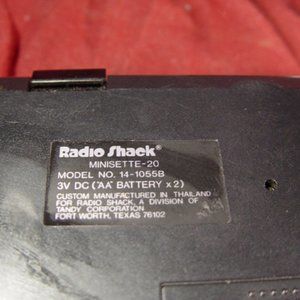 Radio Shack®
MINISETTE-20
MODEL NO. 14-1055B
3V DC ("AA" BATTERY x 2)
CUSTOM MANUFACTURED IN THAILAND
FOR RADIO SHACK, A DIVISION OF
TANDY CORPORATION
FORT WORTH, TEXAS 76102